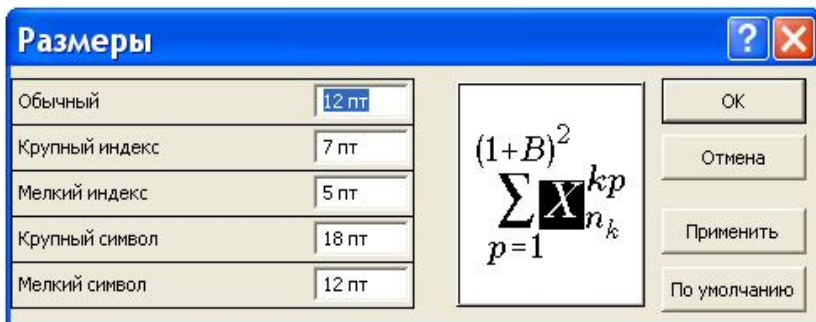 Размеры
Обычный 12 пт
Крупный индекс 7 пт
Мелкий индекс 5 пт
Крупный символ 18 пт
Мелкий символ 12 пт
(1+B)²
∑ X kp n k
p=1
OK
Отмена
Применить
По умолчанию